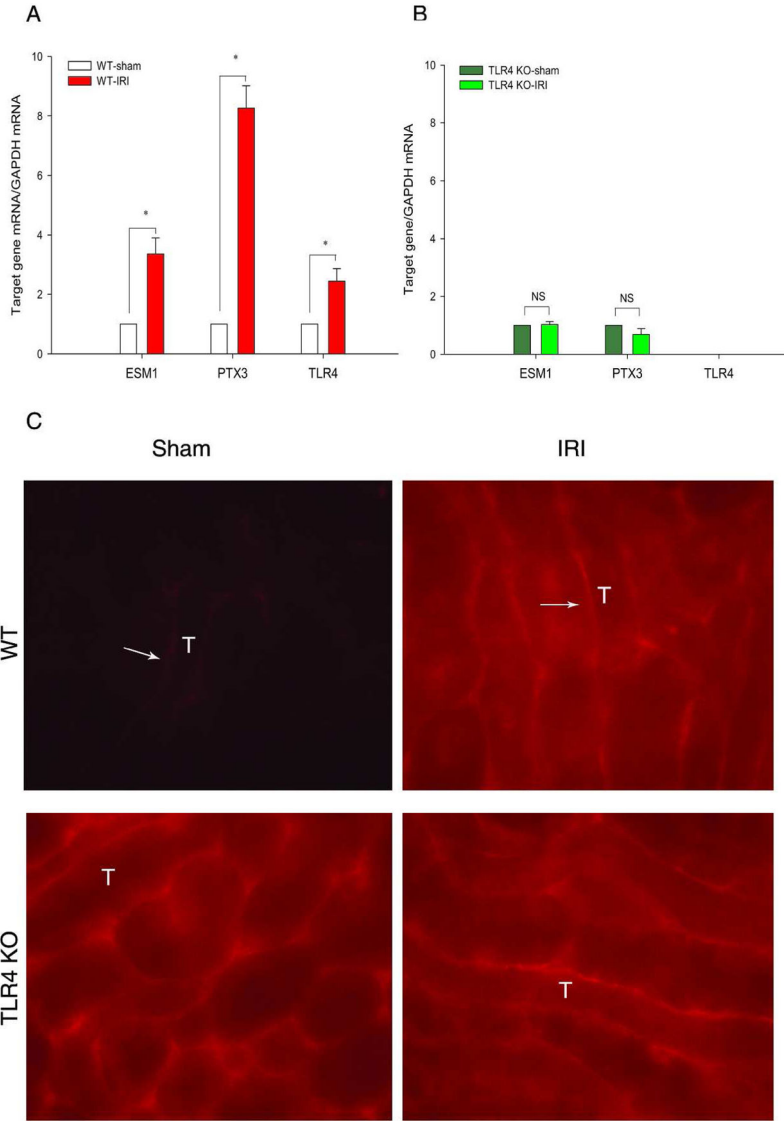 A
Target gene mRNA/GAPDH mRNA
10
8
6
4
2
0
WT-sham
WT-IRI
*
*
*
ESM1 PTX3 TLR4
B
Target gene/GAPDH mRNA
10
8
6
4
2
0
TLR4 KO-sham
TLR4 KO-IRI
NS NS
ESM1 PTX3 TLR4
C
Sham IRI
WT
T
T
TLR4 KO
T
T